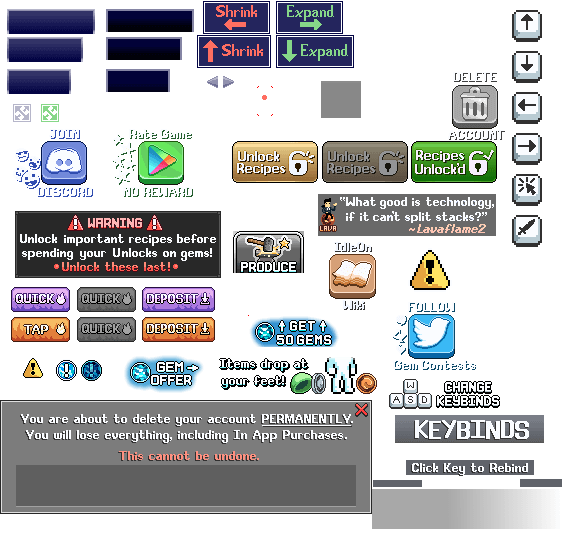 Shrink
Expand
Shrink
Expand
DELETE
ACCOUNT
JOIN
DISCORD
Rate Game
NO REWARD
Unlock
Recipes
Unlock
Recipes
Recipes
Unlock'd
"What good is technology,
if it can't split stacks?"
~Lavaflame2
LAVA
WARNING
Unlock important recipes before
spending your Unlocks on gems!
•Unlock these last!•
PRODUCE
IdleOn
Wiki
QUICK
QUICK
DEPOSIT
TAP
QUICK
DEPOSIT
GET
50 GEMS
FOLLOW
Gem Contests
GEM
OFFER
Items drop at
your feet!
W
A S D
CHANGE
KEYBINDS
You are about to delete your account PERMANENTLY.
You will lose everything, including In App Purchases.
This cannot be undone.
KEYBINDS
Click Key to Rebind